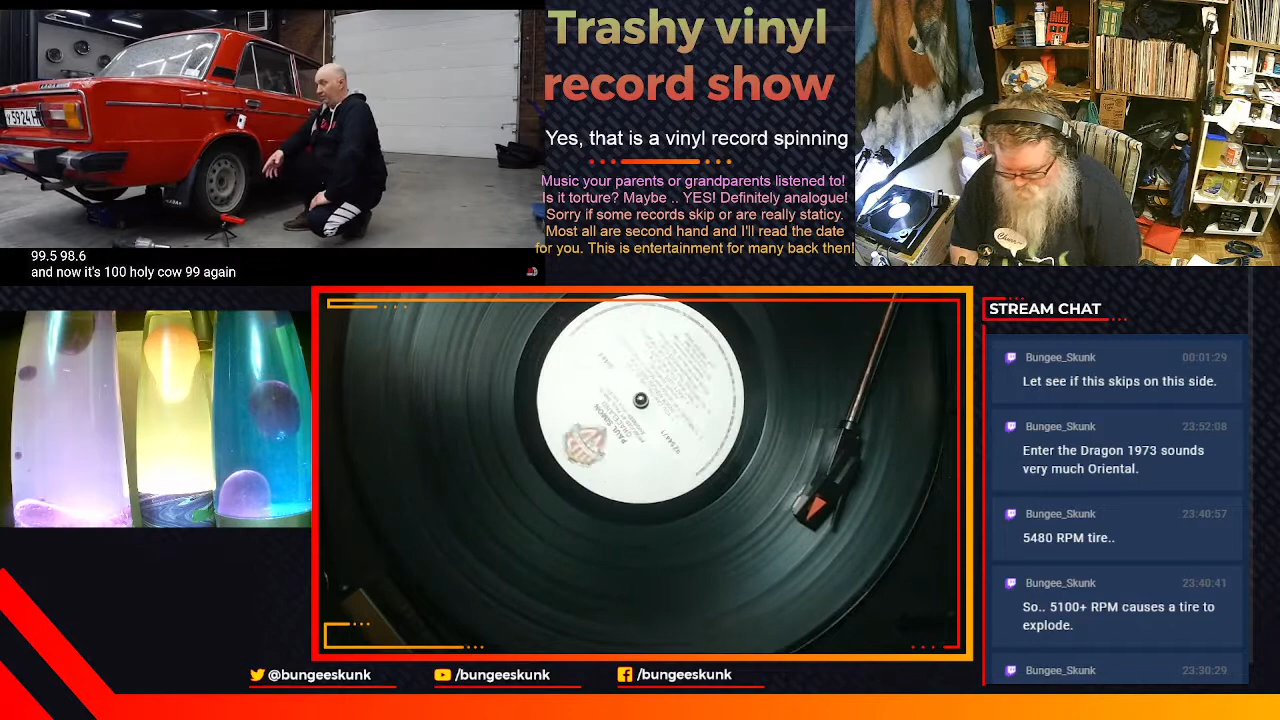 Trashy vinyl
record show
Yes, that is a vinyl record spinning
Music your parents or grandparents listened to!
Is it torture? Maybe .. YES! Definitely analogue!
Sorry if some records skip or are really staticy.
Most all are second hand and I'll read the date
for you. This is entertainment for many back then!
99.5 98.6
and now it's 100 holy cow 99 again
PAUL SIMON
GRACELAND
STREAM CHAT
Bungee_Skunk 00:01:29
Let see if this skips on this side.
Bungee_Skunk 23:52:08
Enter the Dragon 1973 sounds
very much Oriental.
Bungee_Skunk 23:40:57
5480 RPM tire..
Bungee_Skunk 23:40:41
So.. 5100+ RPM causes a tire to
explode.
Bungee_Skunk 23:30:29
@bungeeskunk
/bungeeskunk
/bungeeskunk